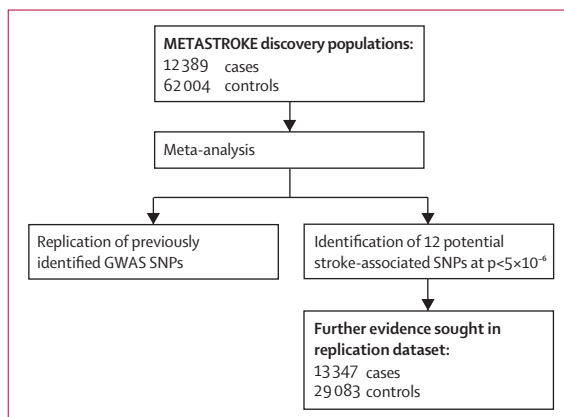 METASTROKE discovery populations:
12 389 cases
62 004 controls
Meta-analysis
Replication of previously
identified GWAS SNPs
Identification of 12 potential
stroke-associated SNPs at p<5×10⁻⁶
Further evidence sought in
replication dataset:
13 347 cases
29 083 controls